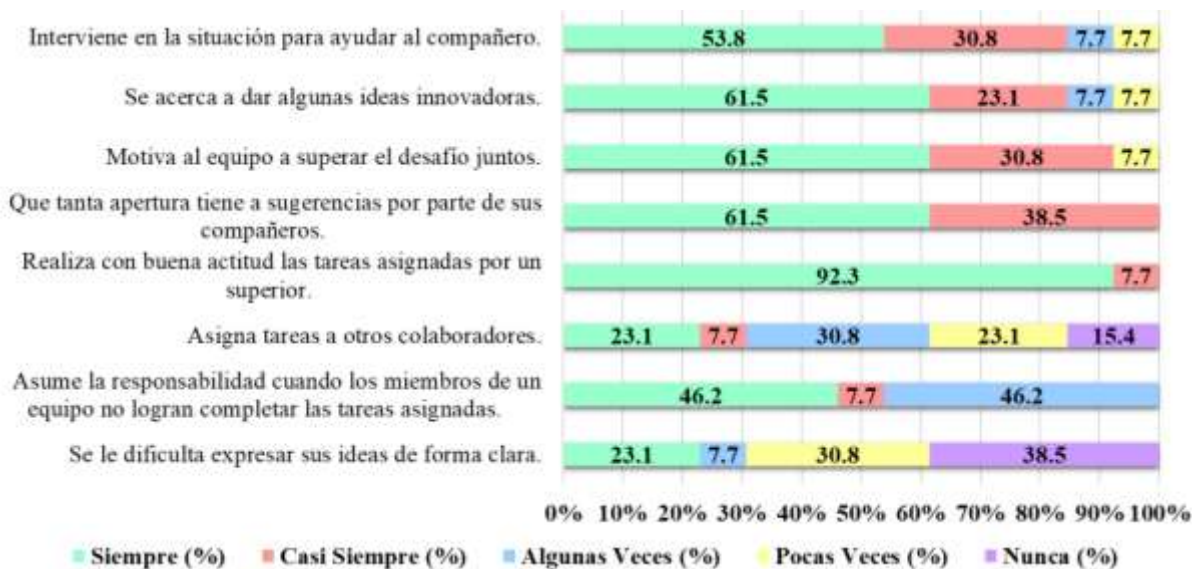 Interviene en la situación para ayudar al compañero.
53.8 30.8 7.7 7.7
Se acerca a dar algunas ideas innovadoras.
61.5 23.1 7.7 7.7
Motiva al equipo a superar el desafío juntos.
61.5 30.8 7.7
Que tanta apertura tiene a sugerencias por parte de sus
compañeros.
61.5 38.5
Realiza con buena actitud las tareas asignadas por un
superior.
92.3 7.7
Asigna tareas a otros colaboradores.
23.1 7.7 30.8 23.1 15.4
Asume la responsabilidad cuando los miembros de un
equipo no logran completar las tareas asignadas.
46.2 7.7 46.2
Se le dificulta expresar sus ideas de forma clara.
23.1 7.7 30.8 38.5
0% 10% 20% 30% 40% 50% 60% 70% 80% 90% 100%
Siempre (%) Casi Siempre (%) Algunas Veces (%) Pocas Veces (%) Nunca (%)